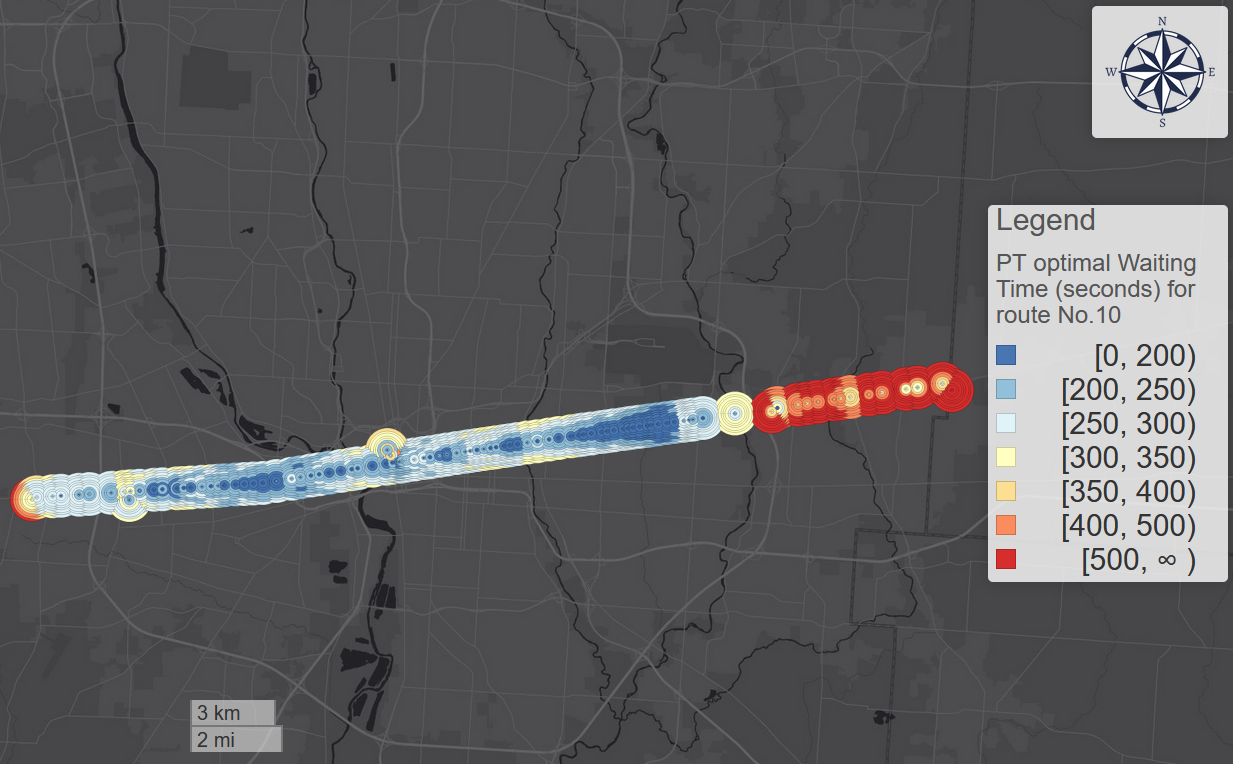 N
W E
S
Legend
PT optimal Waiting
Time (seconds) for
route No.10
[0, 200)
[200, 250)
[250, 300)
[300, 350)
[350, 400)
[400, 500)
[500, ∞ )
3 km
2 mi